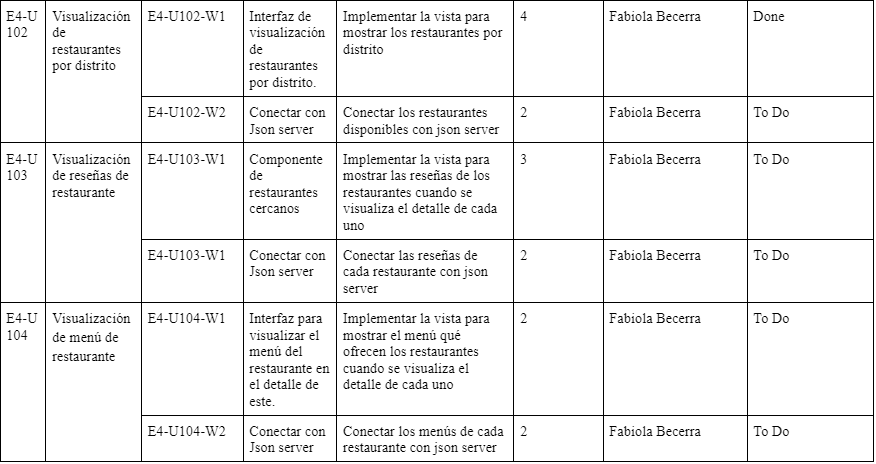 E4-U
102
Visualización
de
restaurantes
por distrito
E4-U102-W1
Interfaz de
visualización
de
restaurantes
por distrito.
Implementar la vista para
mostrar los restaurantes por
distrito
4
Fabiola Becerra
Done
E4-U102-W2
Conectar con
Json server
Conectar los restaurantes
disponibles con json server
2
Fabiola Becerra
To Do
E4-U
103
Visualización
de reseñas de
restaurante
E4-U103-W1
Componente
de
restaurantes
cercanos
Implementar la vista para
mostrar las reseñas de los
restaurantes cuando se
visualiza el detalle de cada
uno
3
Fabiola Becerra
To Do
E4-U103-W1
Conectar con
Json server
Conectar las reseñas de
cada restaurante con json
server
2
Fabiola Becerra
To Do
E4-U
104
Visualización
de menú de
restaurante
E4-U104-W1
Interfaz para
visualizar el
menú del
restaurante en
el detalle de
este.
Implementar la vista para
mostrar el menú qué
ofrecen los restaurantes
cuando se visualiza el
detalle de cada uno
2
Fabiola Becerra
To Do
E4-U104-W2
Conectar con
Json server
Conectar los menús de cada
restaurante con json server
2
Fabiola Becerra
To Do